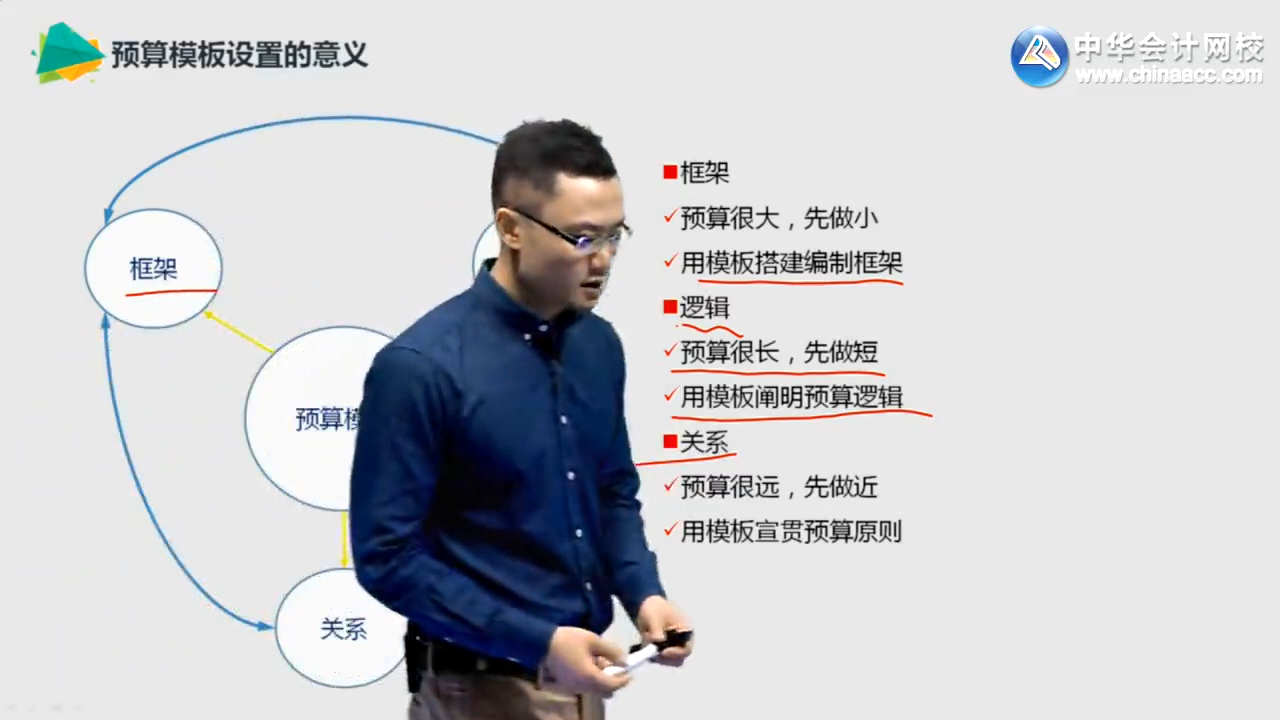 预算模板设置的意义
中华会计网校
www.chinaacc.com
框架
预算模
关系
框架
预算很大，先做小
用模板搭建编制框架
逻辑
预算很长，先做短
用模板阐明预算逻辑
关系
预算很远，先做近
用模板宣贯预算原则